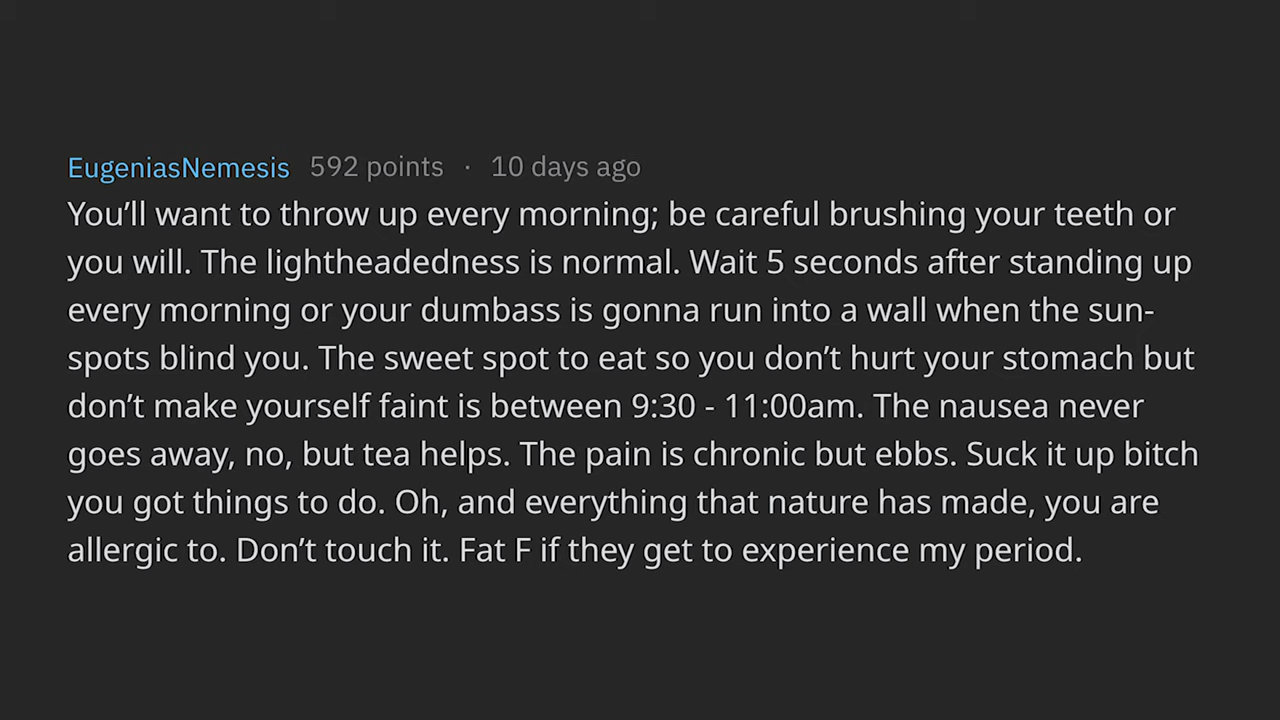 EugeniasNemesis 592 points · 10 days ago
You’ll want to throw up every morning; be careful brushing your teeth or
you will. The lightheadedness is normal. Wait 5 seconds after standing up
every morning or your dumbass is gonna run into a wall when the sun-
spots blind you. The sweet spot to eat so you don’t hurt your stomach but
don’t make yourself faint is between 9:30 - 11:00am. The nausea never
goes away, no, but tea helps. The pain is chronic but ebbs. Suck it up bitch
you got things to do. Oh, and everything that nature has made, you are
allergic to. Don’t touch it. Fat F if they get to experience my period.